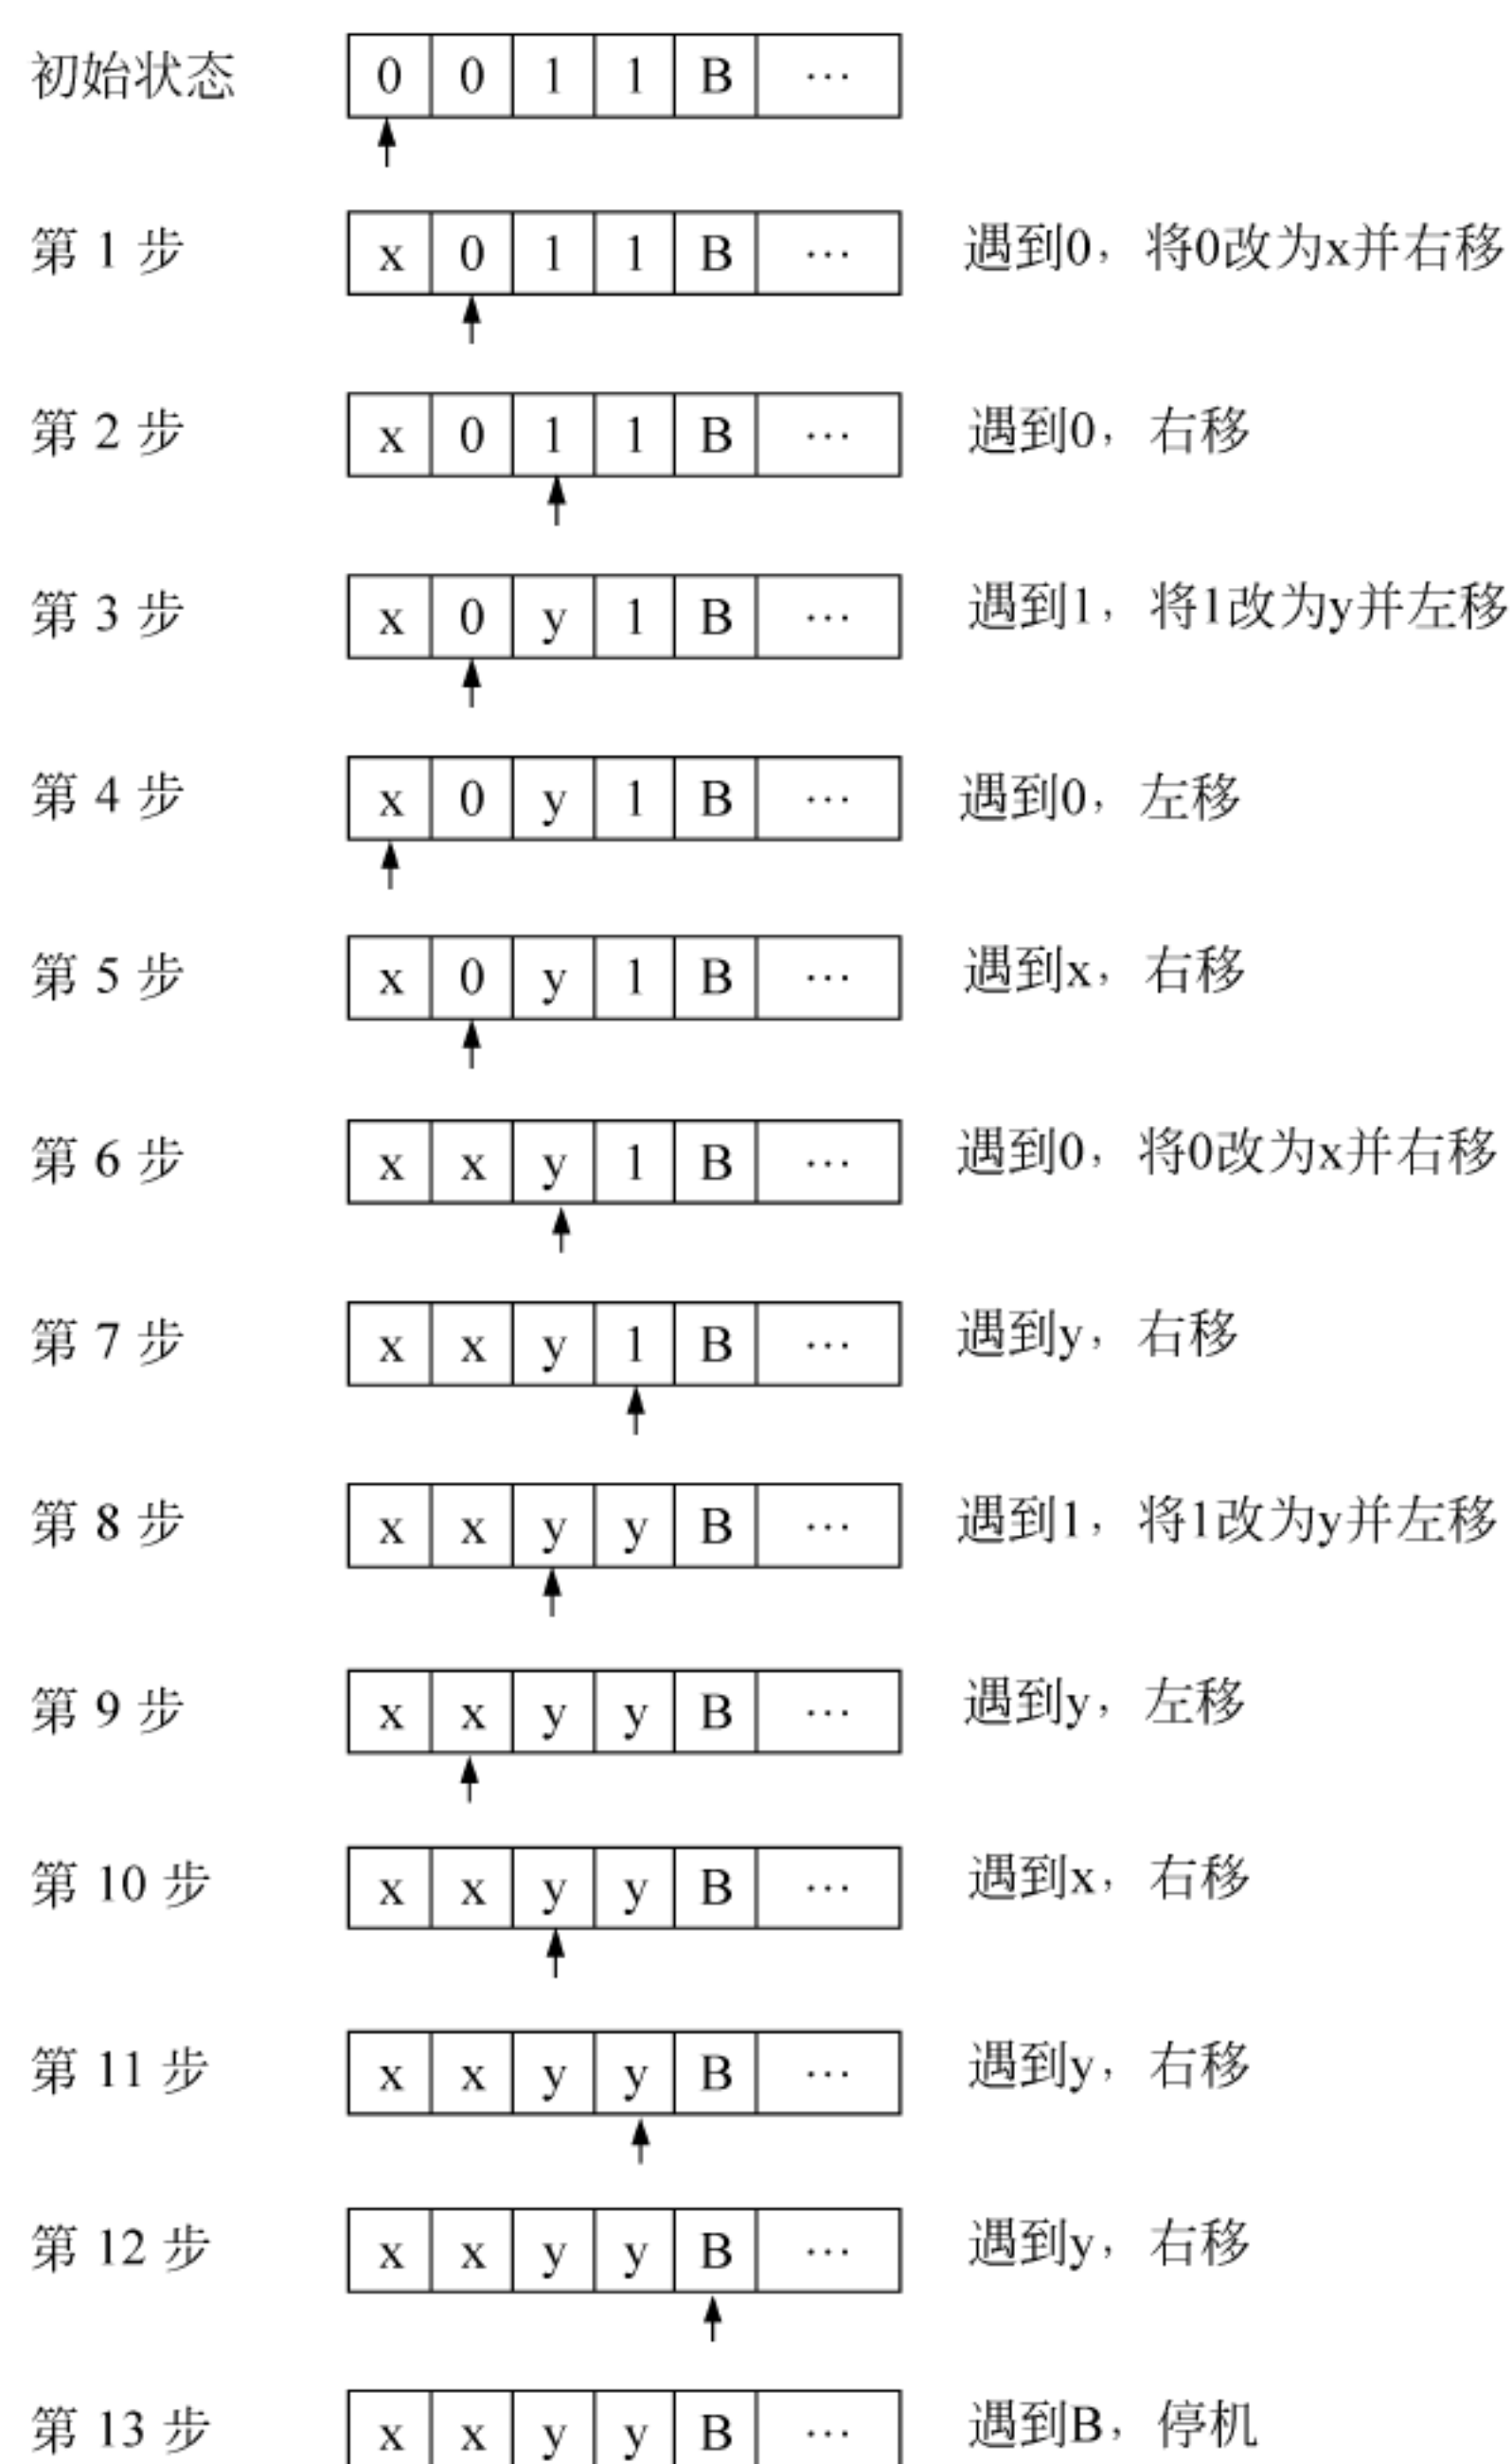 初始状态 0 0 1 1 B ···
第 1 步 x 0 1 1 B ··· 遇到0，将0改为x并右移
第 2 步 x 0 1 1 B ··· 遇到0，右移
第 3 步 x 0 y 1 B ··· 遇到1，将1改为y并左移
第 4 步 x 0 y 1 B ··· 遇到0，左移
第 5 步 x 0 y 1 B ··· 遇到x，右移
第 6 步 x x y 1 B ··· 遇到0，将0改为x并右移
第 7 步 x x y 1 B ··· 遇到y，右移
第 8 步 x x y y B ··· 遇到1，将1改为y并左移
第 9 步 x x y y B ··· 遇到y，左移
第 10 步 x x y y B ··· 遇到x，右移
第 11 步 x x y y B ··· 遇到y，右移
第 12 步 x x y y B ··· 遇到y，右移
第 13 步 x x y y B ··· 遇到B，停机